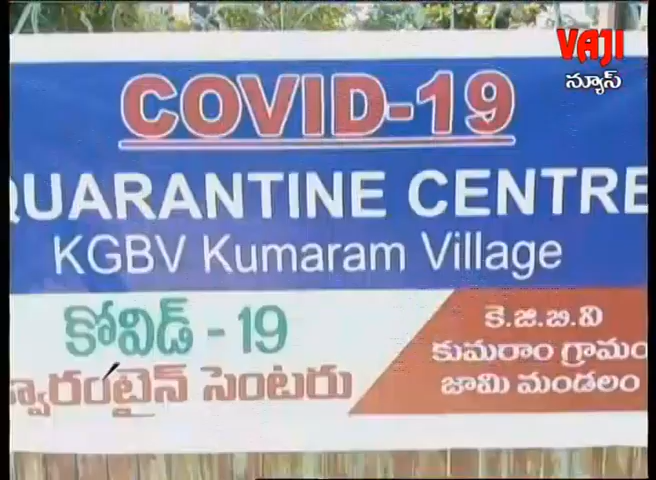 VAJI
న్యూస్
COVID-19
QUARANTINE CENTRE
KGBV Kumaram Village
కోవిడ్ - 19
క్వారంటైన్ సెంటరు
కె.జి.బి.వి
కుమరాం గ్రామం
జామి మండలం